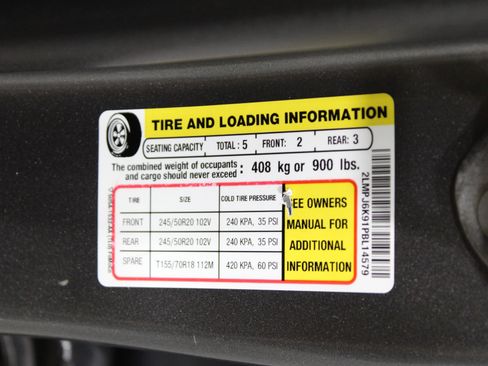 TIRE AND LOADING INFORMATION
SEATING CAPACITY TOTAL : 5 FRONT: 2 REAR: 3
The combined weight of occupants
and cargo should never exceed : 408 kg or 900 lbs.
TIRE SIZE COLD TIRE PRESSURE
FRONT 245/50R20 102V 240 KPA, 35 PSI
REAR 245/50R20 102V 240 KPA, 35 PSI
SPARE T155/70R18 112M 420 KPA, 60 PSI
EE OWNERS
MANUAL FOR
ADDITIONAL
INFORMATION
2LMPJ6K91PBL14579